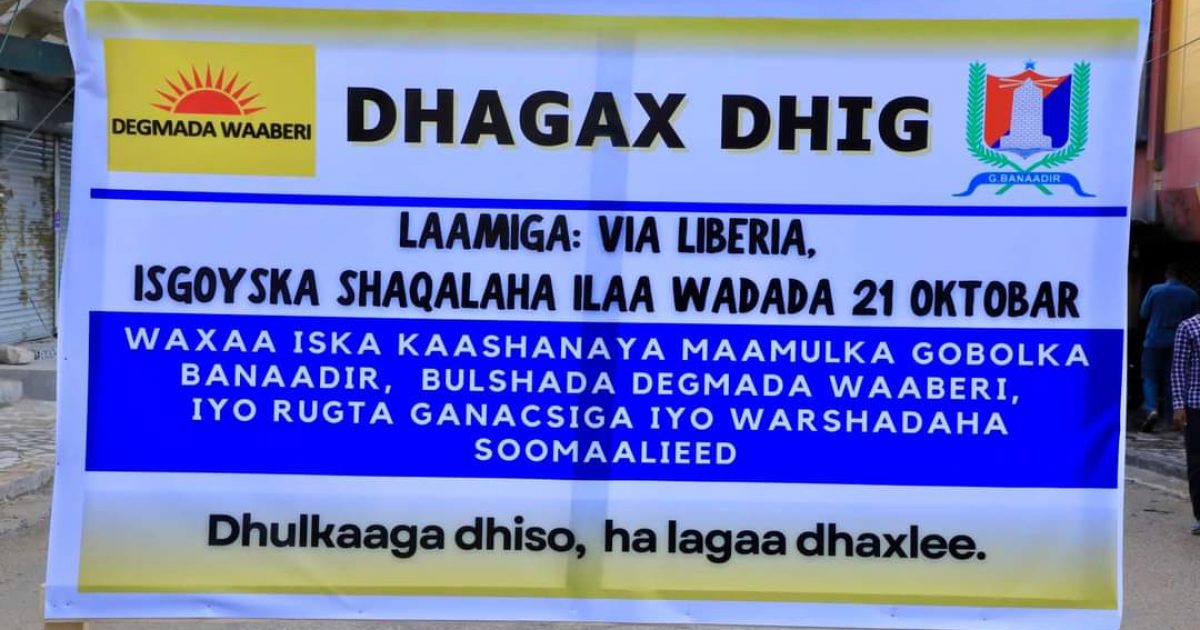 DEGMADA WAABERI
DHAGAX DHIG
G.BANAADIR
LAAMIGA: VIA LIBERIA,
ISGOYSKA SHAQALAHA ILAA WADADA 21 OKTOBAR
WAXAA ISKA KAASHANAYA MAAMULKA GOBOLKA
BANAADIR, BULSHADA DEGMADA WAABERI,
IYO RUGTA GANACSIGA IYO WARSHADAHA
SOOMAALIEED
Dhulkaaga dhiso, ha lagaa dhaxlee.